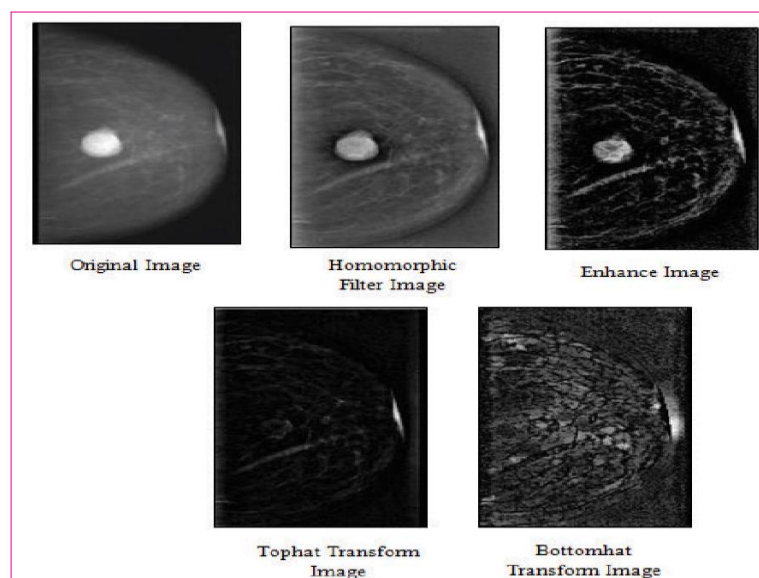 Original Image
Homomorphic
Filter Image
Enhance Image
Tophat Transform
Image
Bottomhat
Transform Image